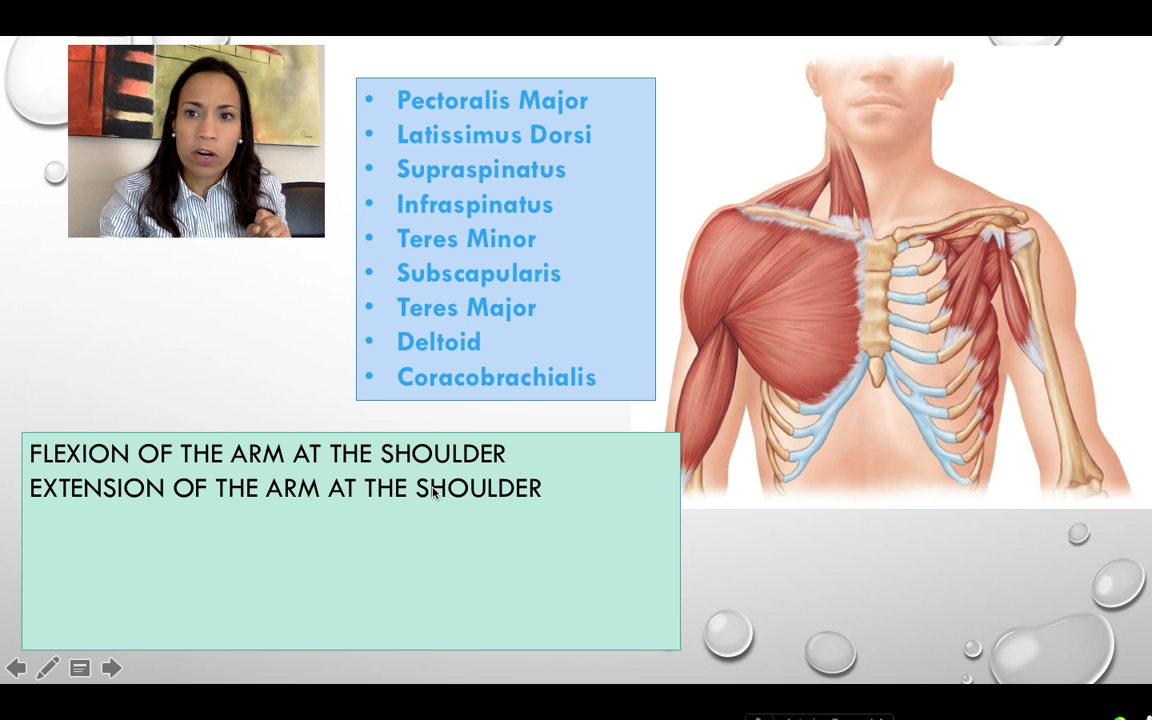 • Pectoralis Major
• Latissimus Dorsi
• Supraspinatus
• Infraspinatus
• Teres Minor
• Subscapularis
• Teres Major
• Deltoid
• Coracobrachialis
FLEXION OF THE ARM AT THE SHOULDER
EXTENSION OF THE ARM AT THE SHOULDER